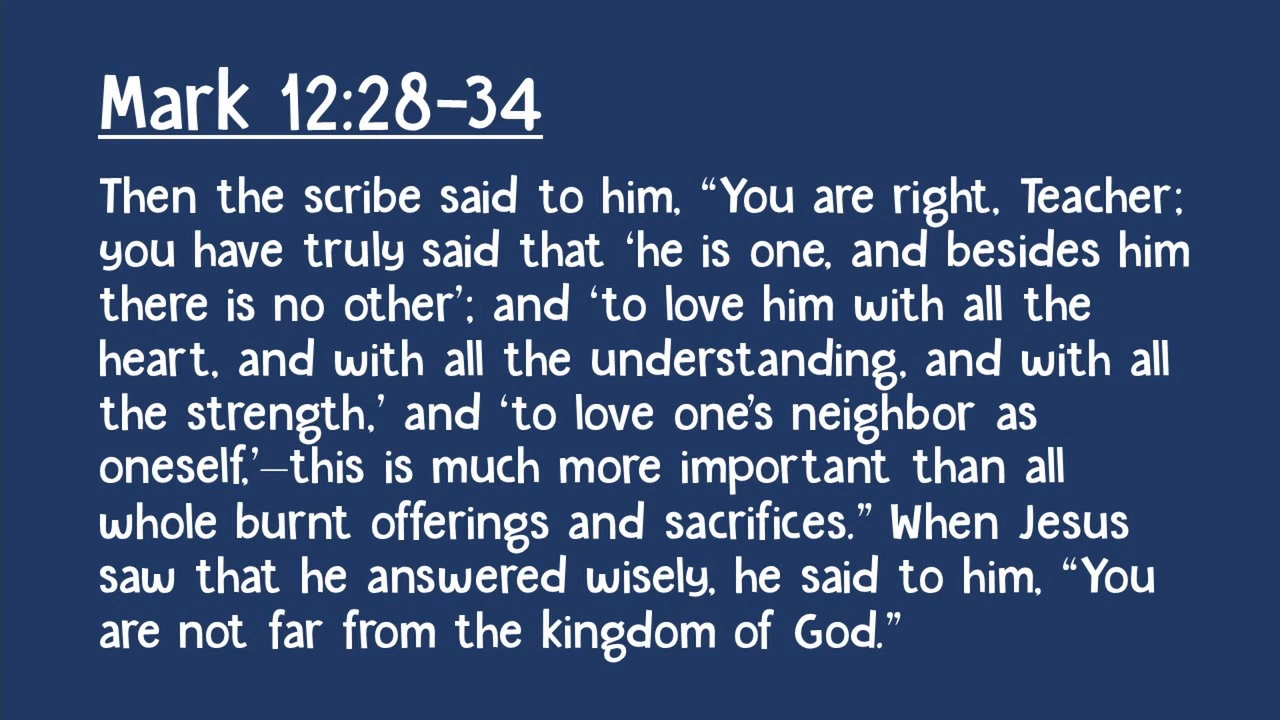 Mark 12:28-34
Then the scribe said to him, “You are right, Teacher;
you have truly said that ‘he is one, and besides him
there is no other’; and ‘to love him with all the
heart, and with all the understanding, and with all
the strength,’ and ‘to love one’s neighbor as
oneself,’—this is much more important than all
whole burnt offerings and sacrifices.” When Jesus
saw that he answered wisely, he said to him, “You
are not far from the kingdom of God.”